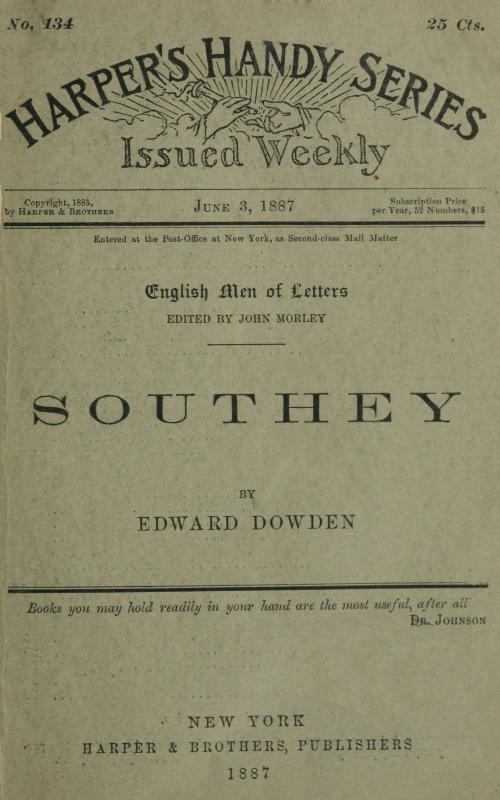 No. 134
25 Cts.
HARPER'S HANDY SERIES
Issued Weekly
Copyright, 1885,
by HARPER & BROTHERS
JUNE 3, 1887
Subscription Price
per Year, 52 Numbers, $15
Entered at the Post-Office at New York, as Second-class Mail Matter
English Men of Letters
EDITED BY JOHN MORLEY
SOUTHEY
BY
EDWARD DOWDEN
Books you may hold readily in your hand are the most useful, after all
DR. JOHNSON
NEW YORK
HARPER & BROTHERS, PUBLISHERS
1887